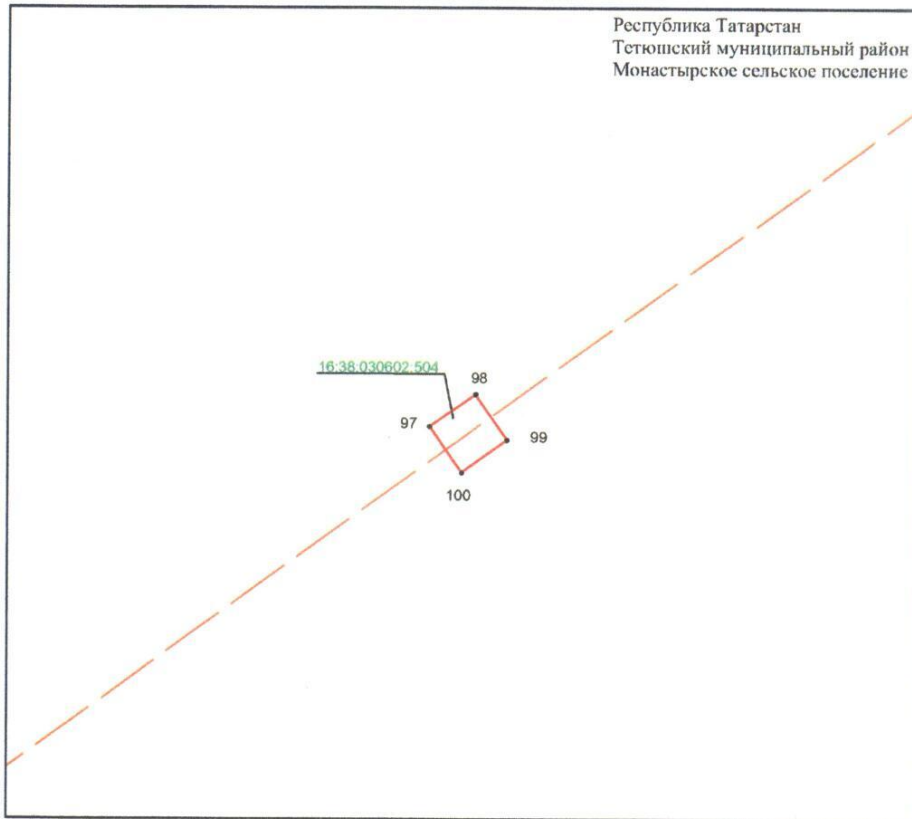 Республика Татарстан
Тетюшский муниципальный район
Монастырское сельское поселение
16:38:030602:504
98
97
99
100